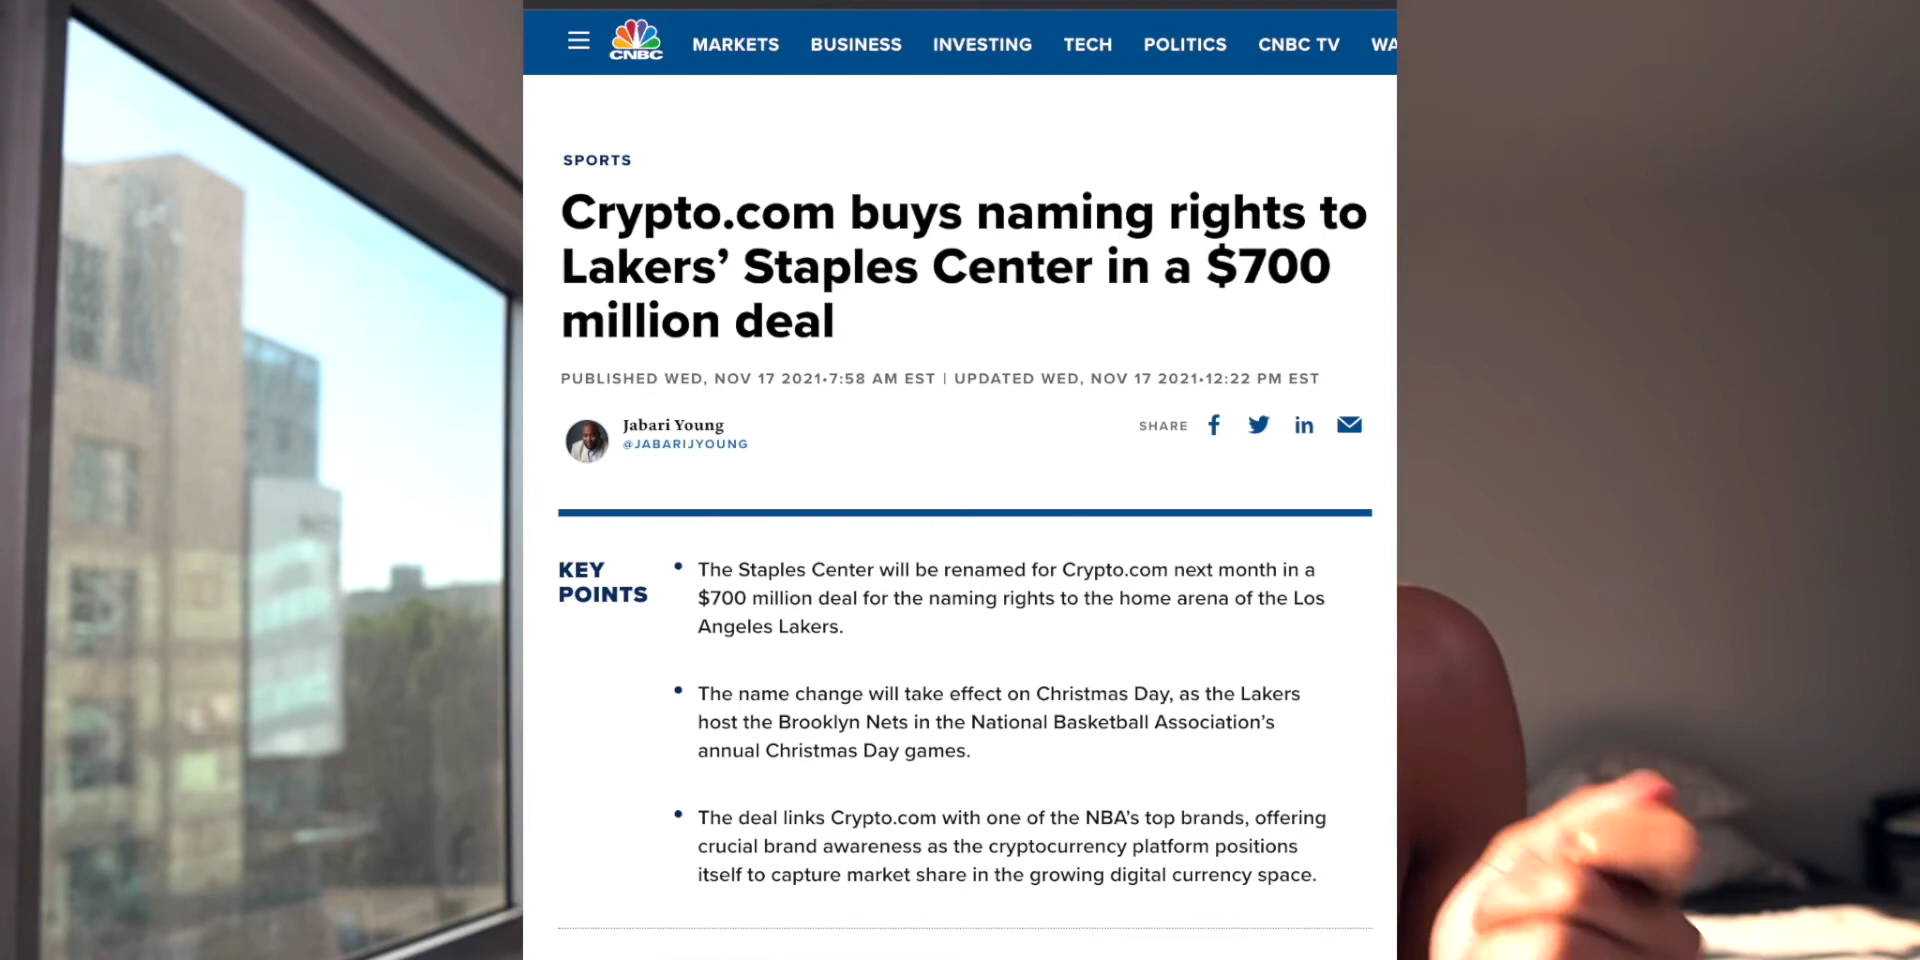 CNBC
MARKETS BUSINESS INVESTING TECH POLITICS CNBC TV WA
SPORTS
Crypto.com buys naming rights to
Lakers’ Staples Center in a $700
million deal
PUBLISHED WED, NOV 17 2021•7:58 AM EST | UPDATED WED, NOV 17 2021•12:22 PM EST
Jabari Young
@JABARIJYOUNG
SHARE
KEY
POINTS
The Staples Center will be renamed for Crypto.com next month in a
$700 million deal for the naming rights to the home arena of the Los
Angeles Lakers.
The name change will take effect on Christmas Day, as the Lakers
host the Brooklyn Nets in the National Basketball Association’s
annual Christmas Day games.
The deal links Crypto.com with one of the NBA’s top brands, offering
crucial brand awareness as the cryptocurrency platform positions
itself to capture market share in the growing digital currency space.